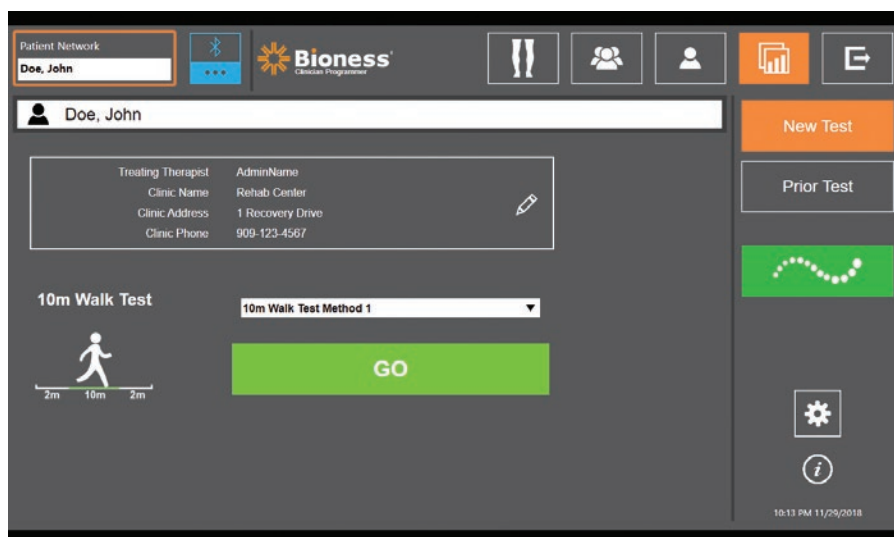 Patient Network
Doe, John
Bioness
Clinician Programmer
Doe, John
New Test
Prior Test
Treating Therapist AdminName
Clinic Name Rehab Center
Clinic Address 1 Recovery Drive
Clinic Phone 909-123-4567
10m Walk Test
10m Walk Test Method 1
GO
2m 10m 2m
i
10:13 PM 11/29/2018